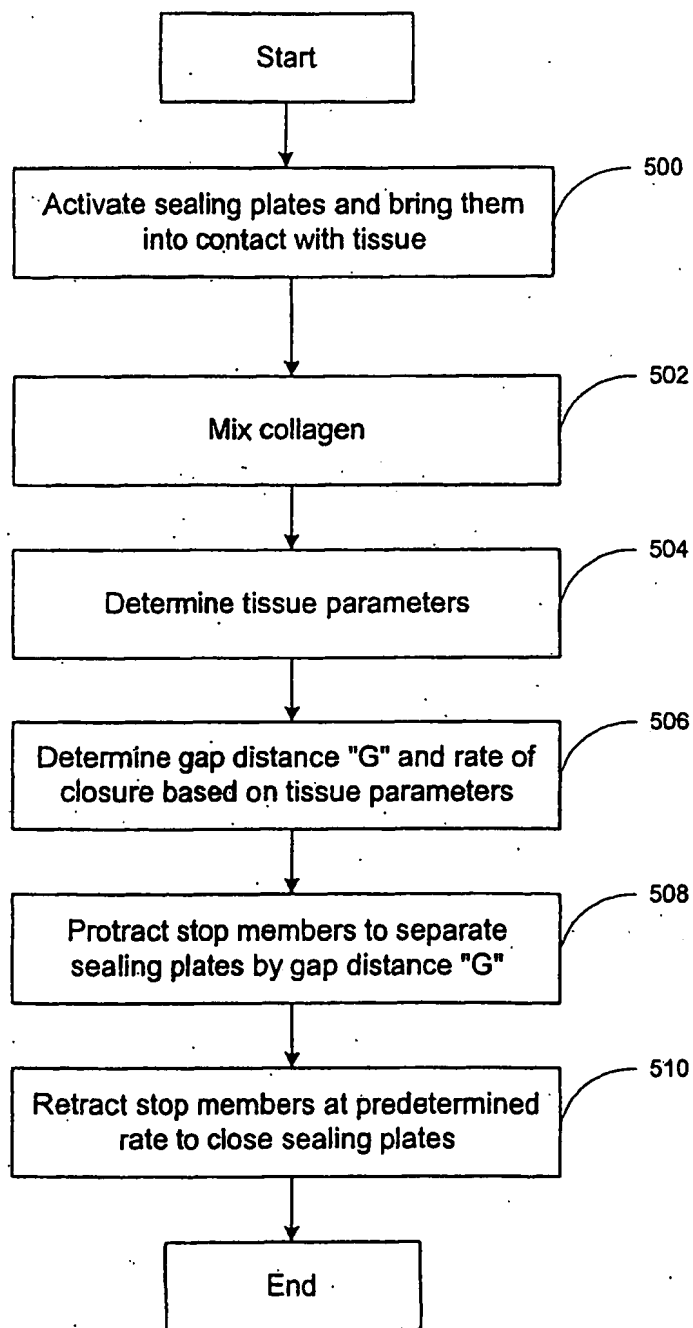 Start
500
Activate sealing plates and bring them
into contact with tissue
502
Mix collagen
504
Determine tissue parameters
506
Determine gap distance "G" and rate of
closure based on tissue parameters
508
Protract stop members to separate
sealing plates by gap distance "G"
510
Retract stop members at predetermined
rate to close sealing plates
End